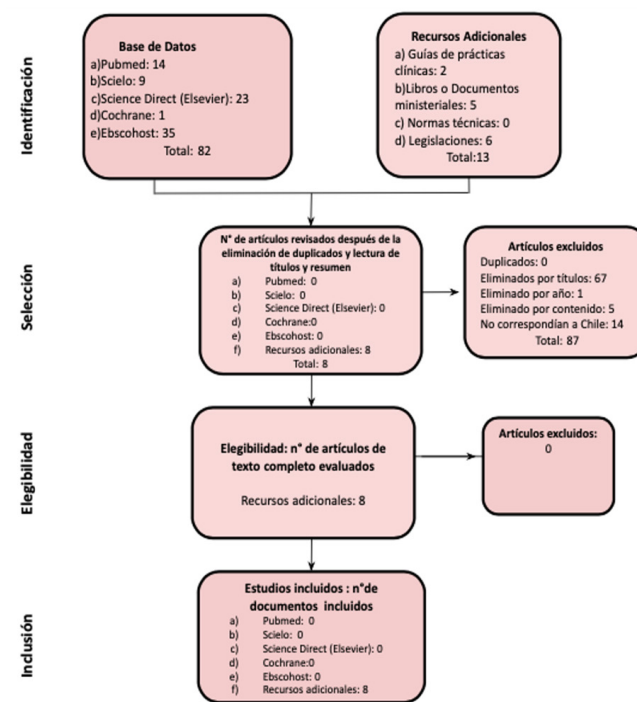 Identificación
Base de Datos
a)Pubmed: 14
b)Scielo: 9
c)Science Direct (Elsevier): 23
d)Cochrane: 1
e)Ebscohost: 35
Total: 82
Recursos Adicionales
a) Guías de prácticas
clínicas: 2
b)Libros o Documentos
ministeriales: 5
c) Normas técnicas: 0
d) Legislaciones: 6
Total:13
Selección
N° de artículos revisados después de la
eliminación de duplicados y lectura de
títulos y resumen
a) Pubmed: 0
b) Scielo: 0
c) Science Direct (Elsevier): 0
d) Cochrane:0
e) Ebscohost: 0
f) Recursos adicionales: 8
Total: 8
Artículos excluidos
Duplicados: 0
Eliminados por títulos: 67
Eliminado por año: 1
Eliminado por contenido: 5
No correspondían a Chile: 14
Total: 87
Elegibilidad
Elegibilidad: n° de artículos de
texto completo evaluados
Recursos adicionales: 8
Artículos excluidos:
0
Inclusión
Estudios incluidos : n°de
documentos incluidos
a) Pubmed: 0
b) Scielo: 0
c) Science Direct (Elsevier): 0
d) Cochrane:0
e) Ebscohost: 0
f) Recursos adicionales: 8